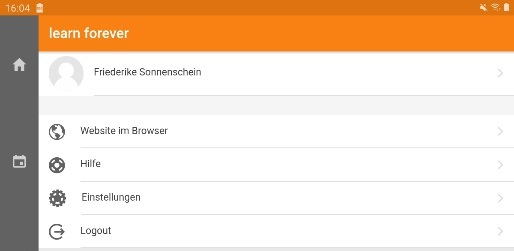 16:04
learn forever
Friederike Sonnenschein
Website im Browser
Hilfe
Einstellungen
Logout